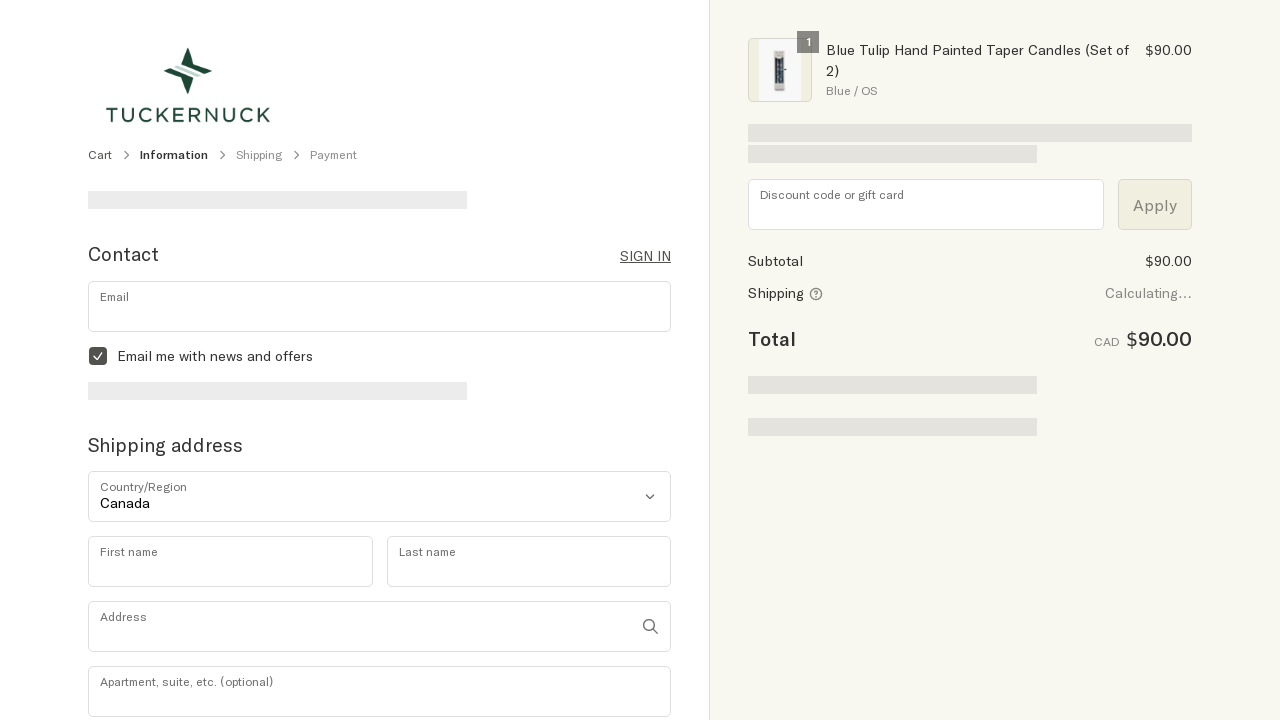 TUCKERNUCK
Cart > Information > Shipping > Payment
Contact
SIGN IN
Email
Email me with news and offers
Shipping address
Country/Region
Canada
First name
Last name
Address
Apartment, suite, etc. (optional)
1
Blue Tulip Hand Painted Taper Candles (Set of
2)
$90.00
Blue / OS
Discount code or gift card
Apply
Subtotal $90.00
Shipping Calculating...
Total CAD $90.00